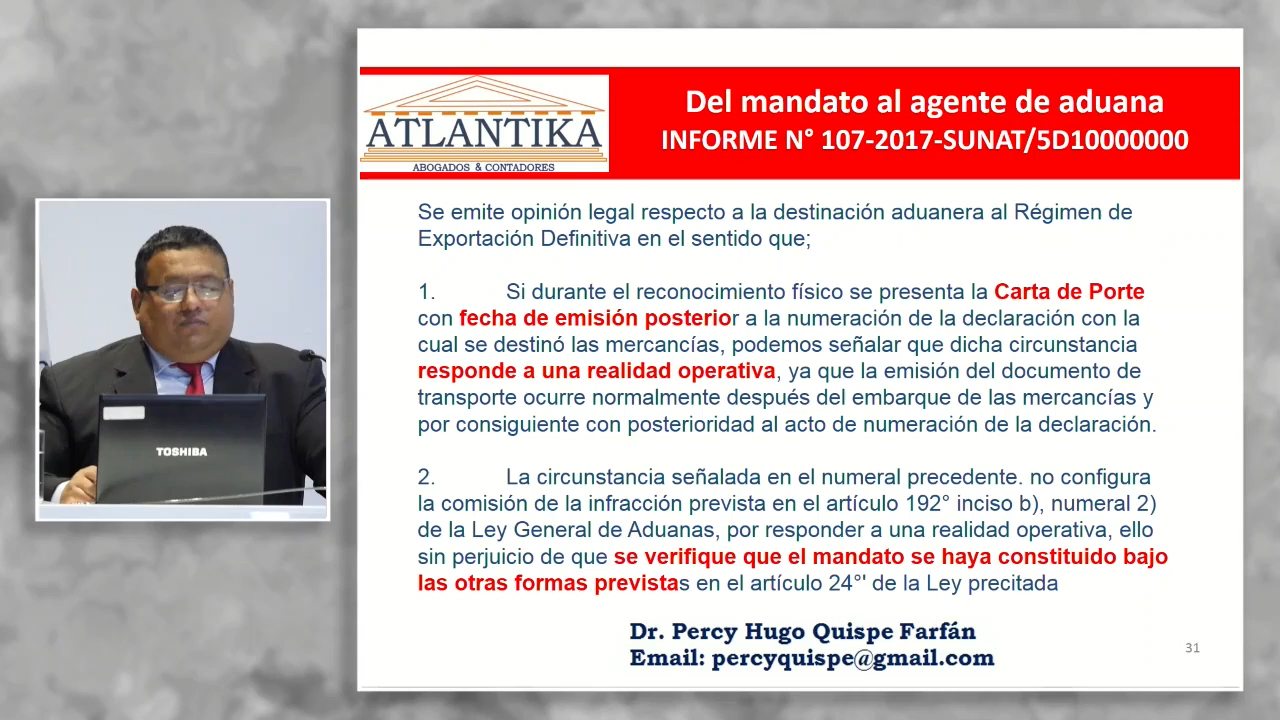 ATLANTIKA
ABOGADOS & CONTADORES
Del mandato al agente de aduana
INFORME N° 107-2017-SUNAT/5D10000000
Se emite opinión legal respecto a la destinación aduanera al Régimen de
Exportación Definitiva en el sentido que;
1. Si durante el reconocimiento físico se presenta la Carta de Porte
con fecha de emisión posterior a la numeración de la declaración con la
cual se destinó las mercancías, podemos señalar que dicha circunstancia
responde a una realidad operativa, ya que la emisión del documento de
transporte ocurre normalmente después del embarque de las mercancías y
por consiguiente con posterioridad al acto de numeración de la declaración.
2. La circunstancia señalada en el numeral precedente. no configura
la comisión de la infracción prevista en el artículo 192° inciso b), numeral 2)
de la Ley General de Aduanas, por responder a una realidad operativa, ello
sin perjuicio de que se verifique que el mandato se haya constituido bajo
las otras formas previstas en el artículo 24°' de la Ley precitada
Dr. Percy Hugo Quispe Farfán
Email: percyquispe@gmail.com
31
TOSHIBA